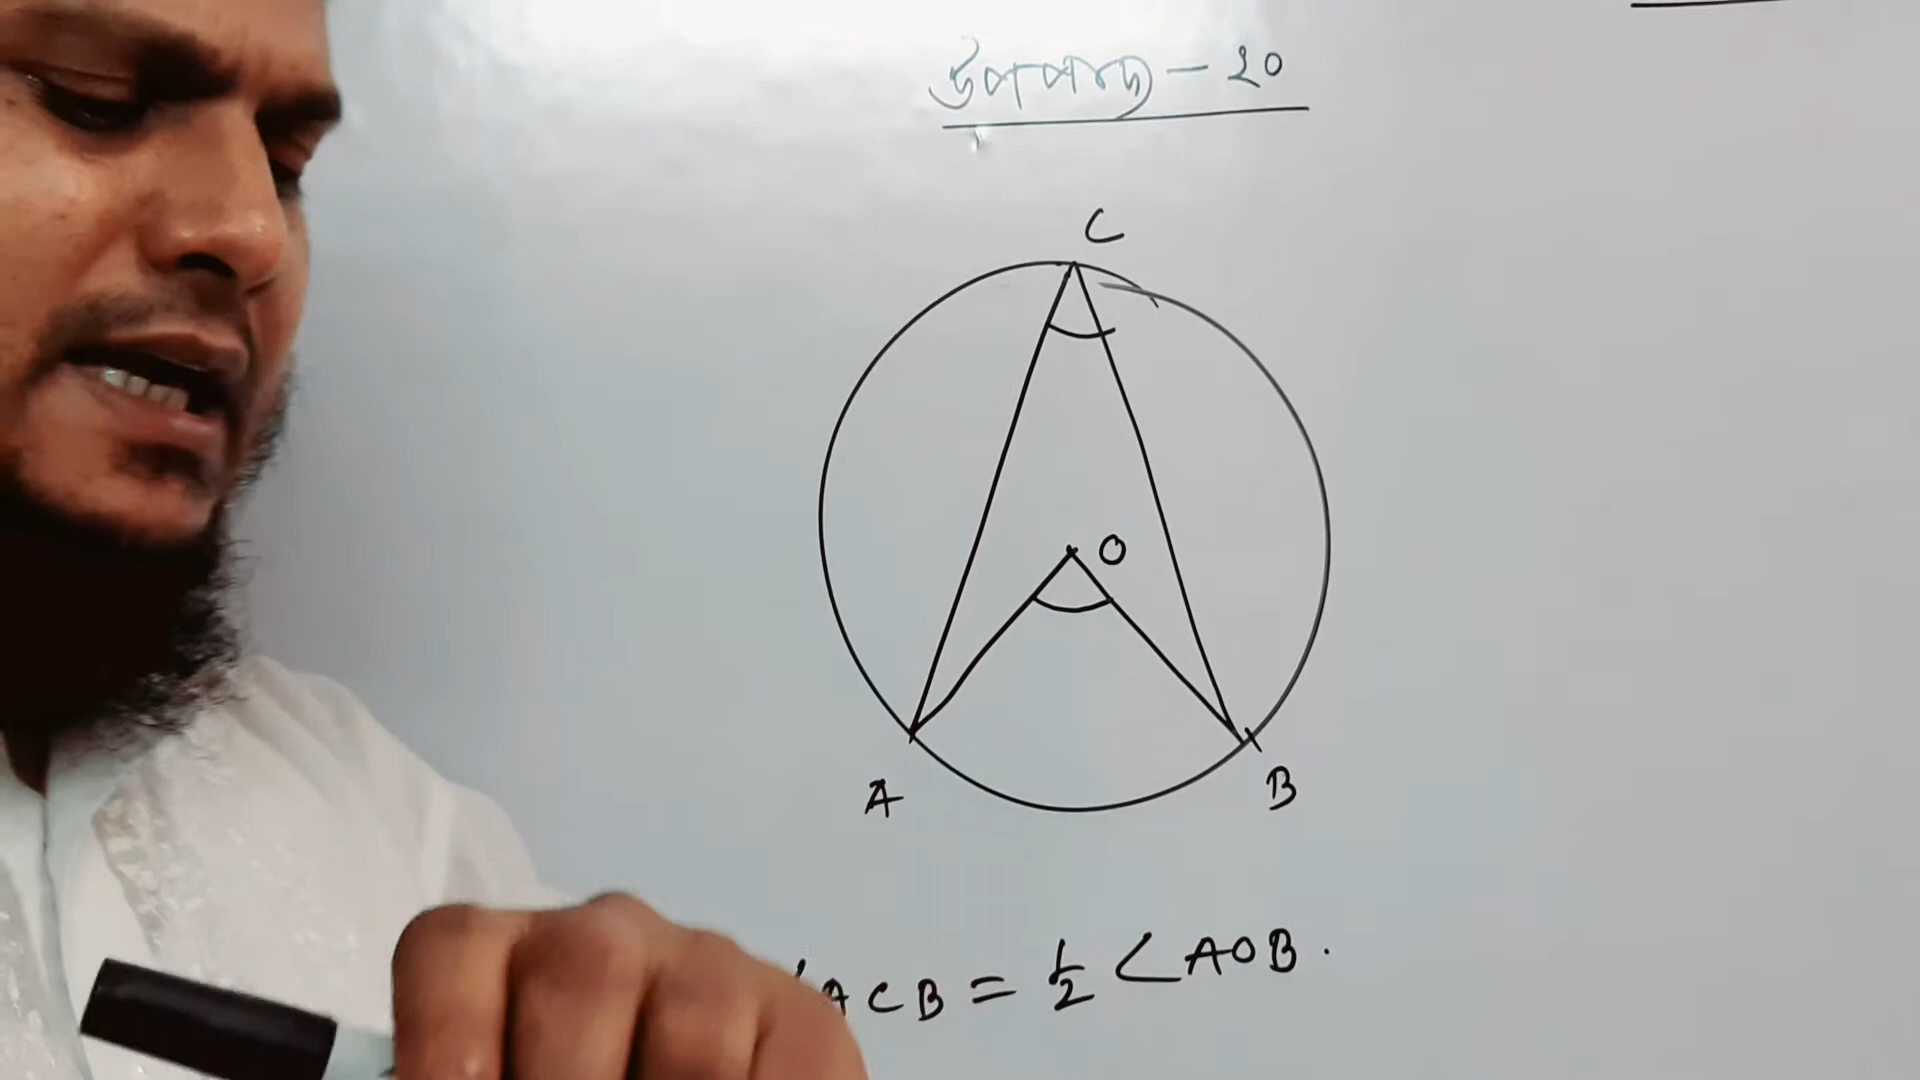 উপপাদ্য - ২০
C
O
A
B
ACB = 1/2 ∠AOB.